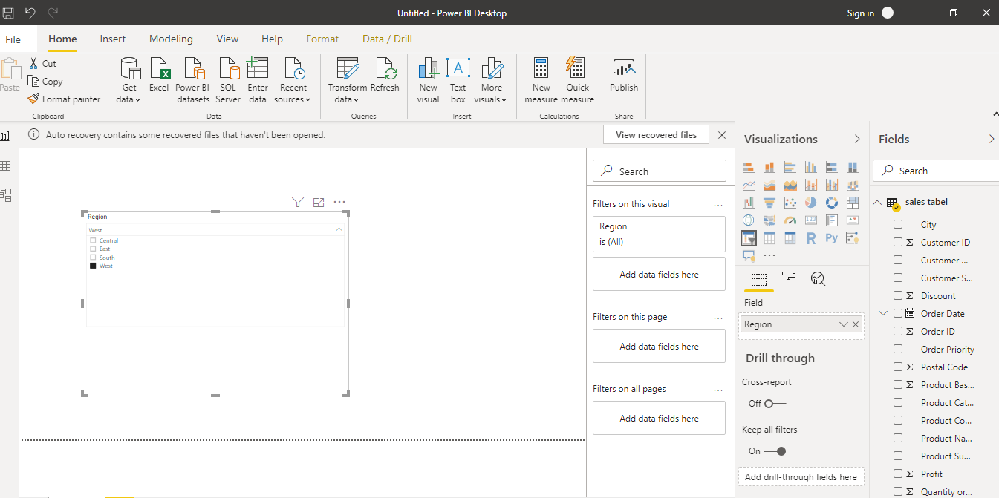 Untitled - Power BI Desktop
Sign in
File
Home
Insert
Modeling
View
Help
Format
Data / Drill
Paste
Cut
Copy
Format painter
Clipboard
Get data
Excel
Power BI datasets
SQL Server
Enter data
Recent sources
Data
Transform data
Refresh
Queries
New visual
Text box
More visuals
Insert
New measure
Quick measure
Calculations
Publish
Share
Auto recovery contains some recovered files that haven't been opened.
View recovered files
Region
West
Central
East
South
West
Search
Filters on this visual
Region
is (All)
Add data fields here
Filters on this page
Add data fields here
Filters on all pages
Add data fields here
Visualizations
R
Py
Field
Region
Drill through
Cross-report
Off
Keep all filters
On
Add drill-through fields here
Fields
Search
sales tabel
City
Customer ID
Customer ...
Customer S...
Discount
Order Date
Order ID
Order Priority
Postal Code
Product Bas...
Product Cat...
Product Co...
Product Na...
Product Su...
Profit
Quantity or...